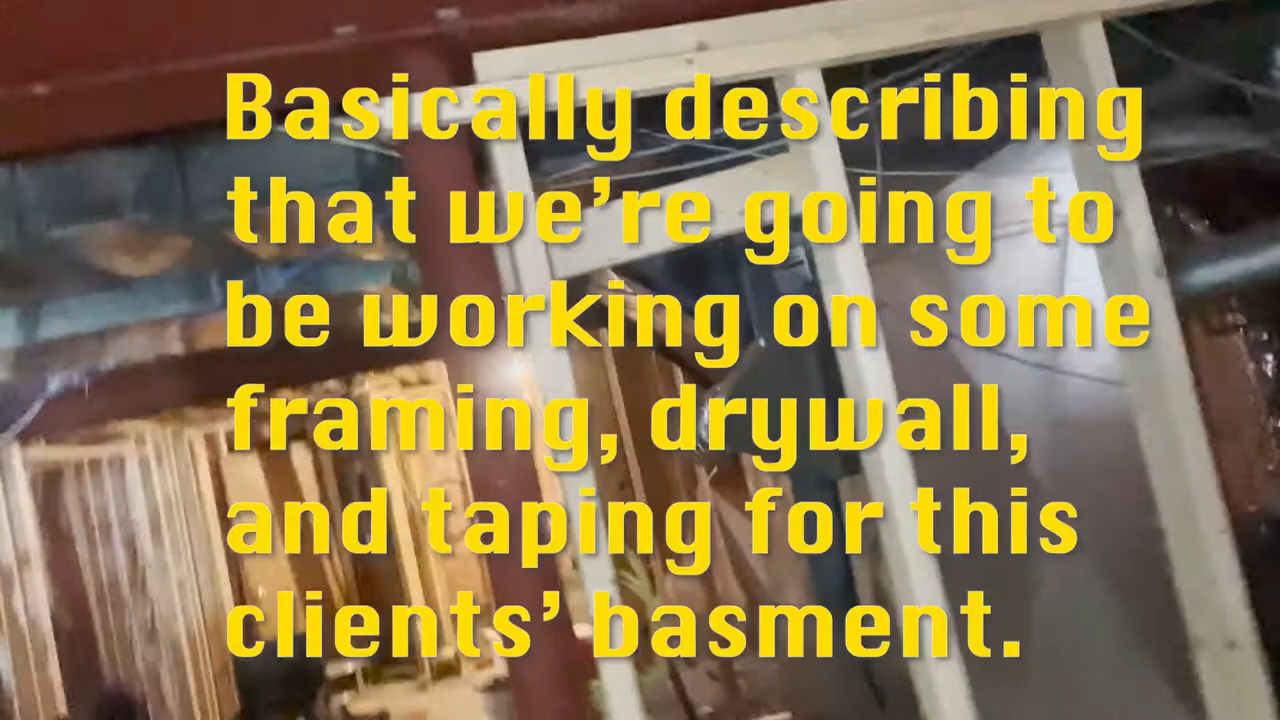 Basically describing
that we’re going to
be working on some
framing, drywall,
and taping for this
clients’ basment.